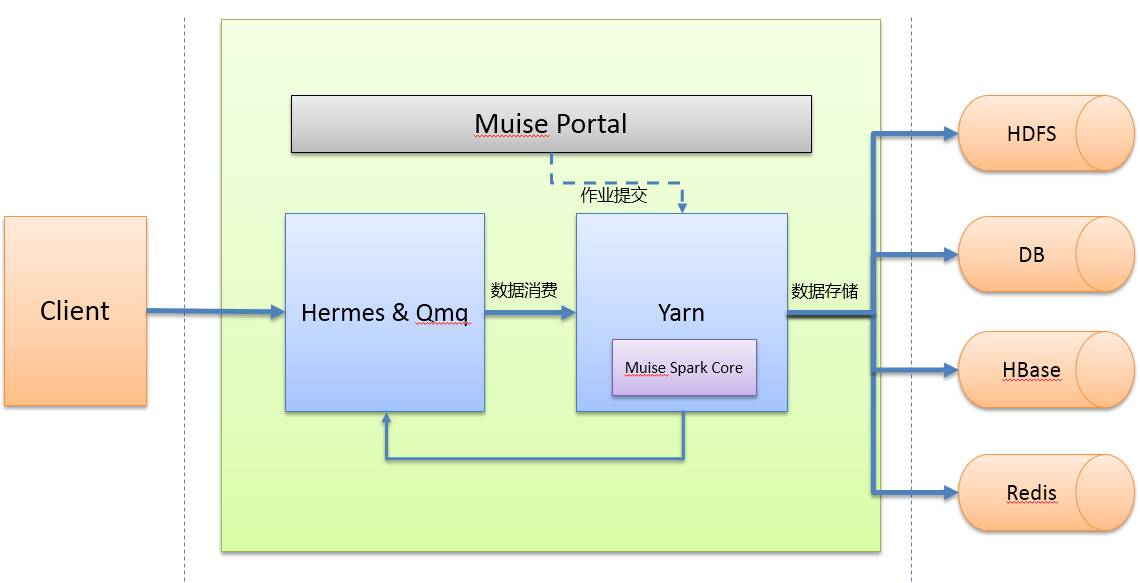 Muise Portal
作业提交
Client
Hermes & Qmq
数据消费
Yarn
Muise Spark Core
数据存储
HDFS
DB
HBase
Redis